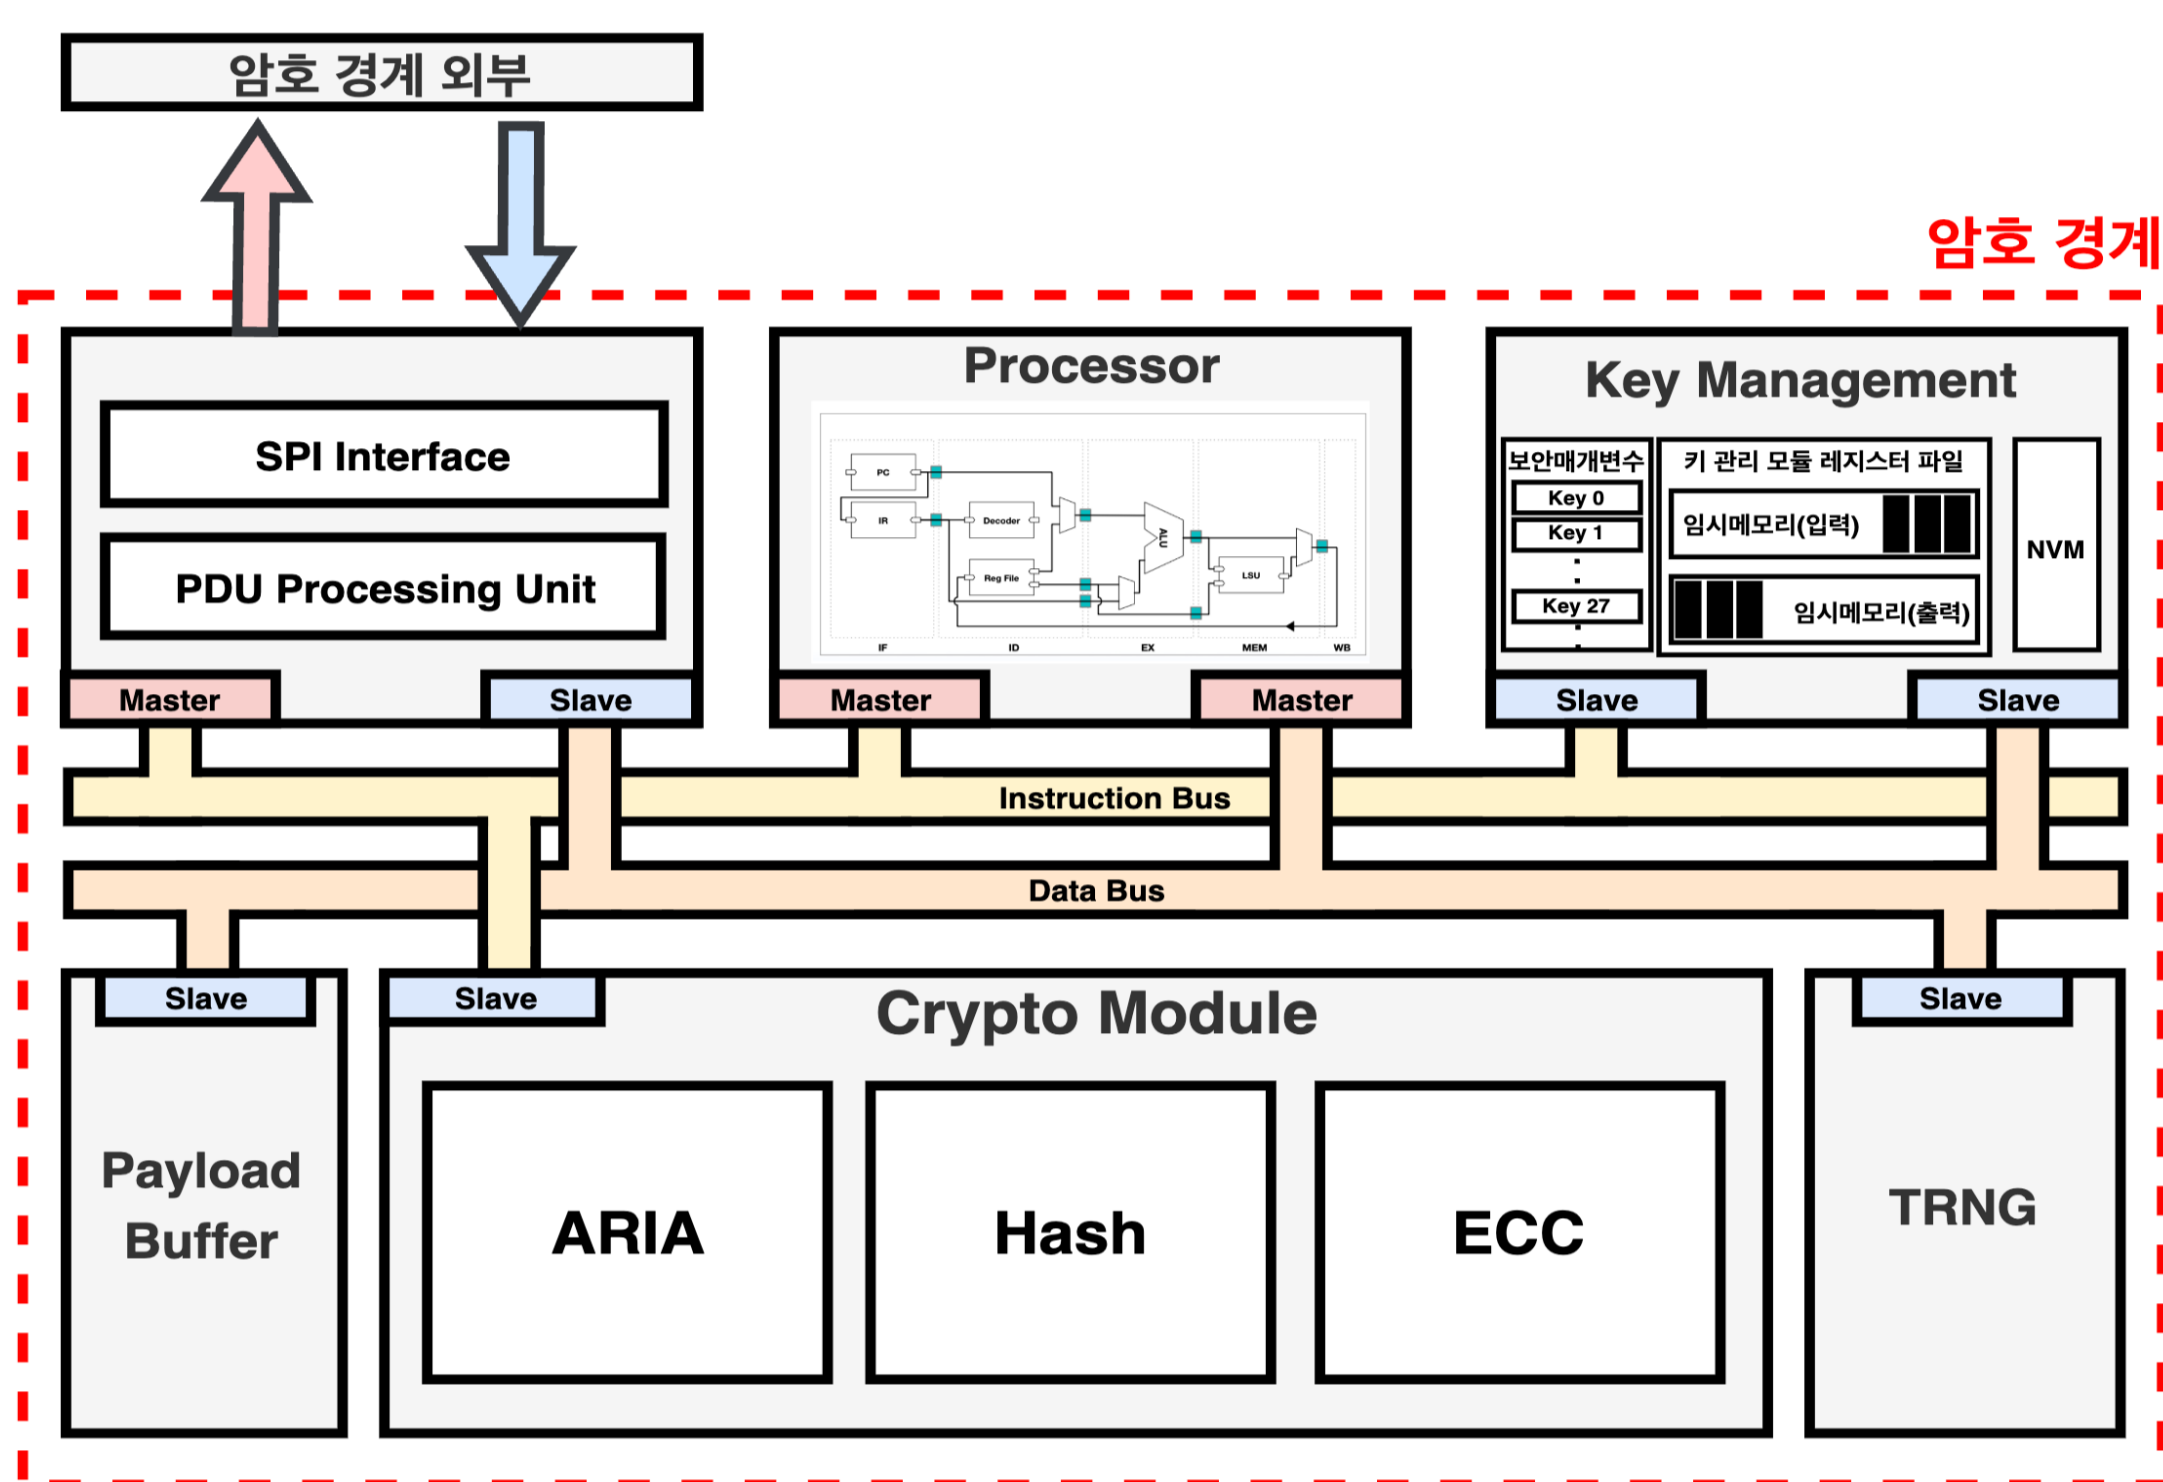 암호 경계 외부
암호 경계
SPI Interface
PDU Processing Unit
Master
Slave
Processor
PC
IR
Decoder
Reg File
ALU
LSU
IF
ID
EX
MEM
WB
Master
Master
Key Management
보안매개변수
Key 0
Key 1
Key 27
키 관리 모듈 레지스터 파일
임시메모리(입력)
임시메모리(출력)
NVM
Slave
Slave
Instruction Bus
Data Bus
Slave
Payload
Buffer
Slave
Crypto Module
ARIA
Hash
ECC
Slave
TRNG